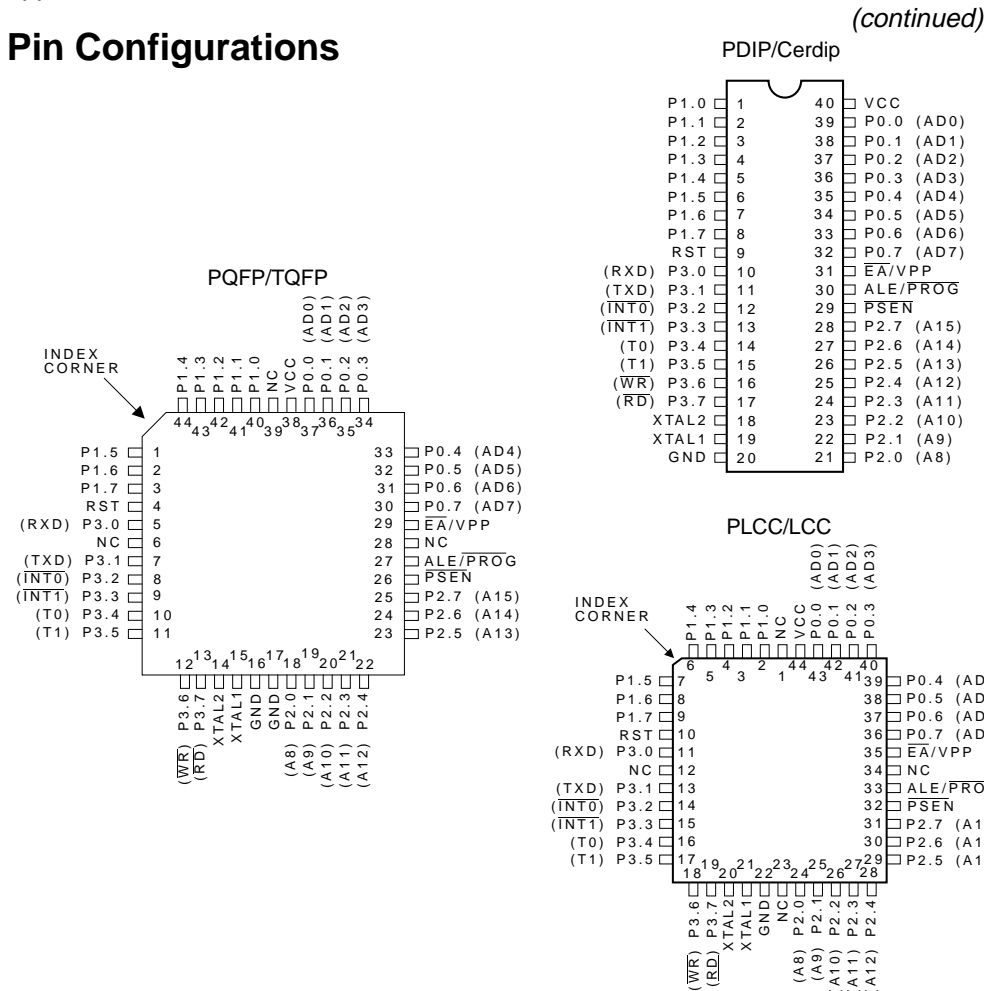 (continued)
Pin Configurations
PDIP/Cerdip
P1.0 1 40 VCC
P1.1 2 39 P0.0 (AD0)
P1.2 3 38 P0.1 (AD1)
P1.3 4 37 P0.2 (AD2)
P1.4 5 36 P0.3 (AD3)
P1.5 6 35 P0.4 (AD4)
P1.6 7 34 P0.5 (AD5)
P1.7 8 33 P0.6 (AD6)
RST 9 32 P0.7 (AD7)
(RXD) P3.0 10 31 EA/VPP
(TXD) P3.1 11 30 ALE/PROG
(INT0) P3.2 12 29 PSEN
(INT1) P3.3 13 28 P2.7 (A15)
(T0) P3.4 14 27 P2.6 (A14)
(T1) P3.5 15 26 P2.5 (A13)
(WR) P3.6 16 25 P2.4 (A12)
(RD) P3.7 17 24 P2.3 (A11)
XTAL2 18 23 P2.2 (A10)
XTAL1 19 22 P2.1 (A9)
GND 20 21 P2.0 (A8)
PQFP/TQFP
INDEX
CORNER
(AD0) (AD1) (AD2) (AD3)
P1.4 P1.3 P1.2 P1.1 P1.0 NC VCC P0.0 P0.1 P0.2 P0.3
44 43 42 41 40 39 38 37 36 35 34
P1.5 1 33 P0.4 (AD4)
P1.6 2 32 P0.5 (AD5)
P1.7 3 31 P0.6 (AD6)
RST 4 30 P0.7 (AD7)
(RXD) P3.0 5 29 EA/VPP
NC 6 28 NC
(TXD) P3.1 7 27 ALE/PROG
(INT0) P3.2 8 26 PSEN
(INT1) P3.3 9 25 P2.7 (A15)
(T0) P3.4 10 24 P2.6 (A14)
(T1) P3.5 11 23 P2.5 (A13)
12 13 14 15 16 17 18 19 20 21 22
P3.6 P3.7 XTAL2 XTAL1 GND GND P2.0 P2.1 P2.2 P2.3 P2.4
(WR) (RD) (A8) (A9) (A10) (A11) (A12)
PLCC/LCC
INDEX
CORNER
(AD0) (AD1) (AD2) (AD3)
P1.4 P1.3 P1.2 P1.1 P1.0 NC VCC P0.0 P0.1 P0.2 P0.3
6 5 4 3 2 1 44 43 42 41 40
P1.5 7 39 P0.4 (AD
P1.6 8 38 P0.5 (AD
P1.7 9 37 P0.6 (AD
RST 10 36 P0.7 (AD
(RXD) P3.0 11 35 EA/VPP
NC 12 34 NC
(TXD) P3.1 13 33 ALE/PRO
(INT0) P3.2 14 32 PSEN
(INT1) P3.3 15 31 P2.7 (A1
(T0) P3.4 16 30 P2.6 (A1
(T1) P3.5 17 29 P2.5 (A1
18 19 20 21 22 23 24 25 26 27 28
P3.6 P3.7 XTAL2 XTAL1 GND NC P2.0 P2.1 P2.2 P2.3 P2.4
(WR) (RD) (A8) (A9) A10) A11) A12)